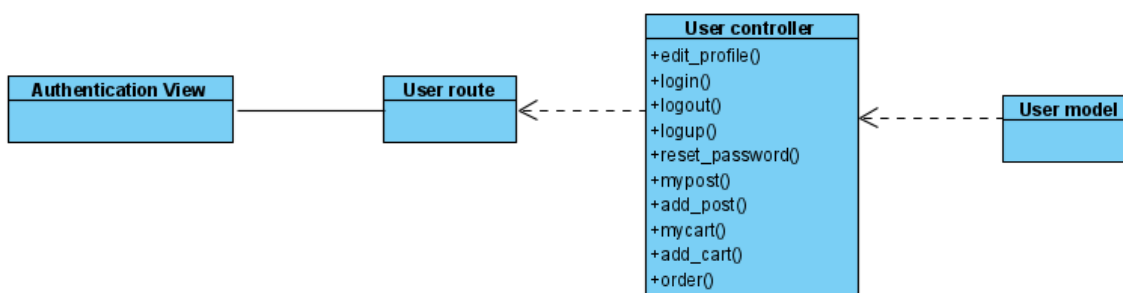 Authentication View
User route
User controller
+edit_profile()
+login()
+logout()
+logup()
+reset_password()
+mypost()
+add_post()
+mycart()
+add_cart()
+order()
User model